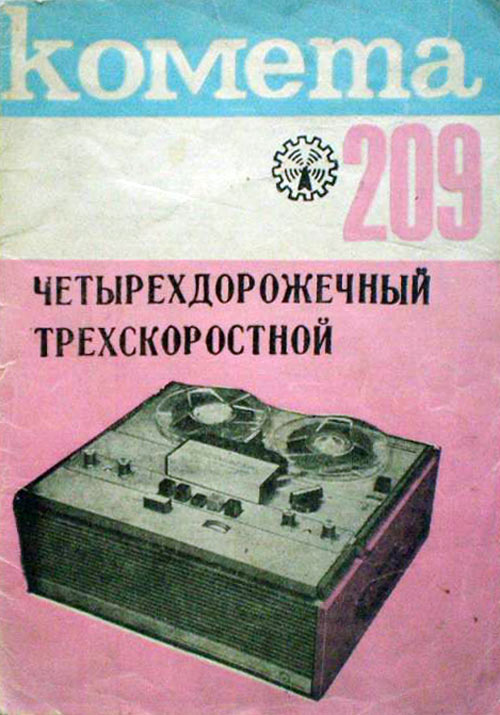 комета
209
ЧЕТЫРЕХДОРОЖЕЧНЫЙ
ТРЕХСКОРОСТНОЙ